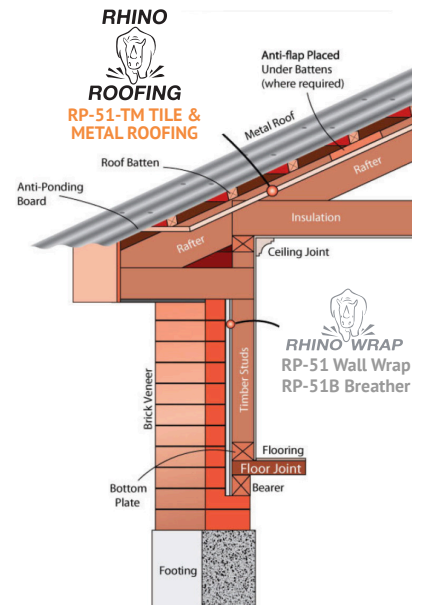 RHINO
ROOFING
RP-51-TM TILE &
METAL ROOFING
Anti-flap Placed
Under Battens
(where required)
Metal Roof
Roof Batten
Rafter
Anti-Ponding
Board
Insulation
Rafter
Ceiling Joint
RHINO WRAP
RP-51 Wall Wrap
RP-51B Breather
Timber Studs
Brick Veneer
Flooring
Floor Joint
Bottom
Plate
Bearer
Footing